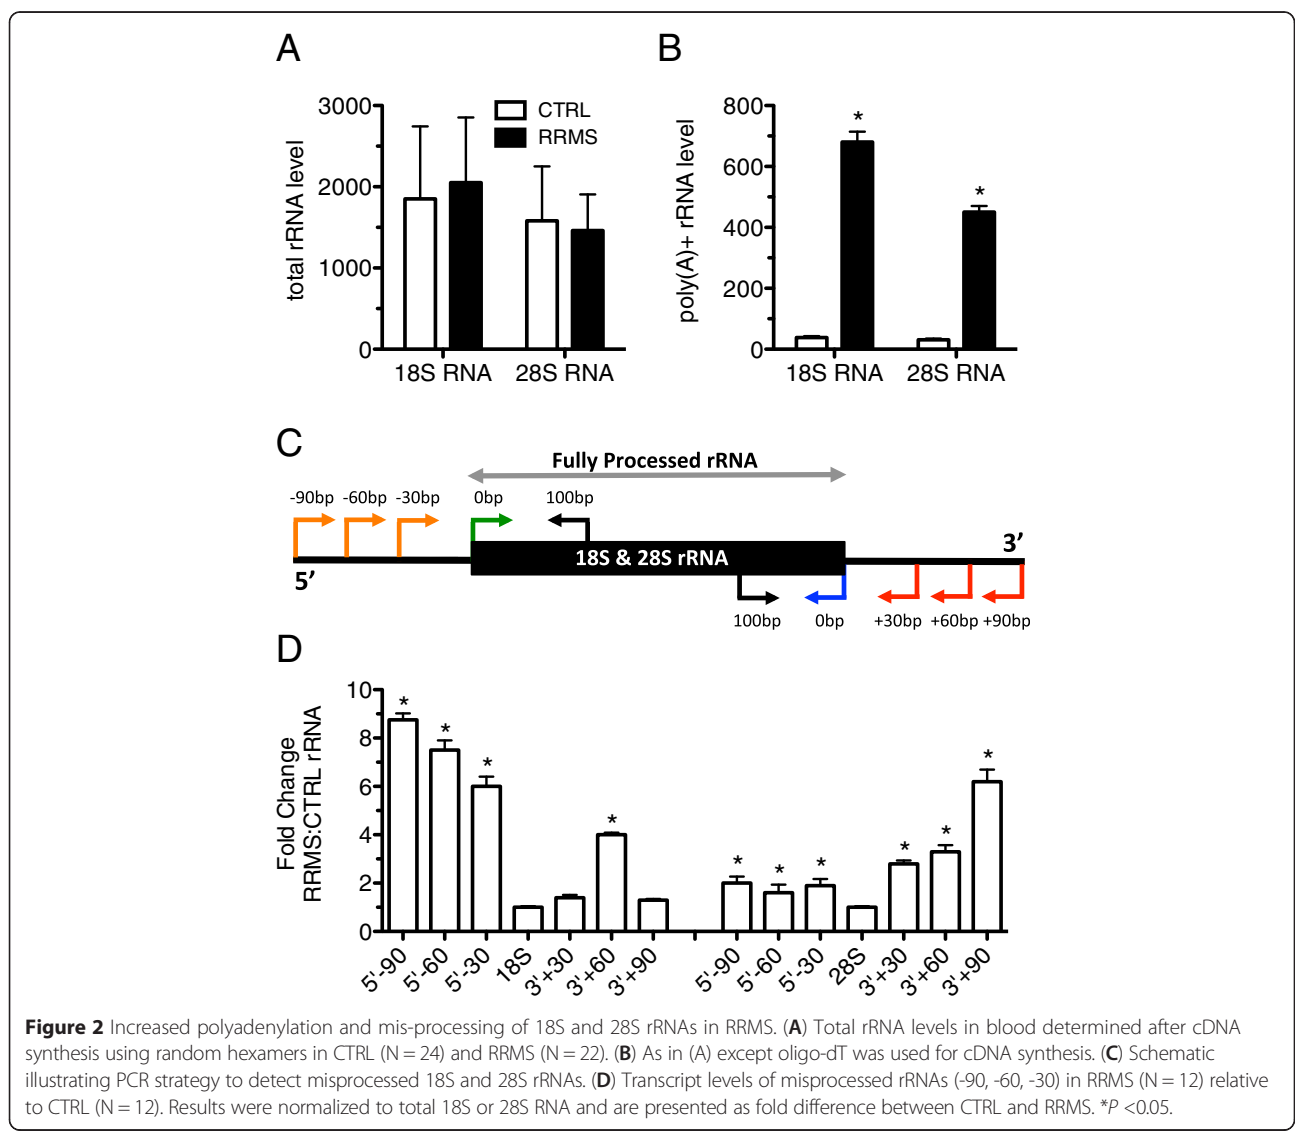 A
B
total rRNA level
3000
2000
1000
0
CTRL
RRMS
18S RNA
28S RNA
poly(A)+ rRNA level
800
600
400
200
0
*
*
18S RNA
28S RNA
C
Fully Processed rRNA
-90bp
-60bp
-30bp
0bp
100bp
18S & 28S rRNA
5’
3’
100bp
0bp
+30bp
+60bp
+90bp
D
Fold Change
RRMS:CTRL rRNA
10
8
6
4
2
0
*
*
*
*
*
*
*
*
*
*
5'-90
5'-60
5'-30
18S
3'+30
3'+60
3'+90
5'-90
5'-60
5'-30
28S
3'+30
3'+60
3'+90
Figure 2 Increased polyadenylation and mis-processing of 18S and 28S rRNAs in RRMS. (A) Total rRNA levels in blood determined after cDNA
synthesis using random hexamers in CTRL (N = 24) and RRMS (N = 22). (B) As in (A) except oligo-dT was used for cDNA synthesis. (C) Schematic
illustrating PCR strategy to detect misprocessed 18S and 28S rRNAs. (D) Transcript levels of misprocessed rRNAs (-90, -60, -30) in RRMS (N = 12) relative
to CTRL (N = 12). Results were normalized to total 18S or 28S RNA and are presented as fold difference between CTRL and RRMS. *P <0.05.